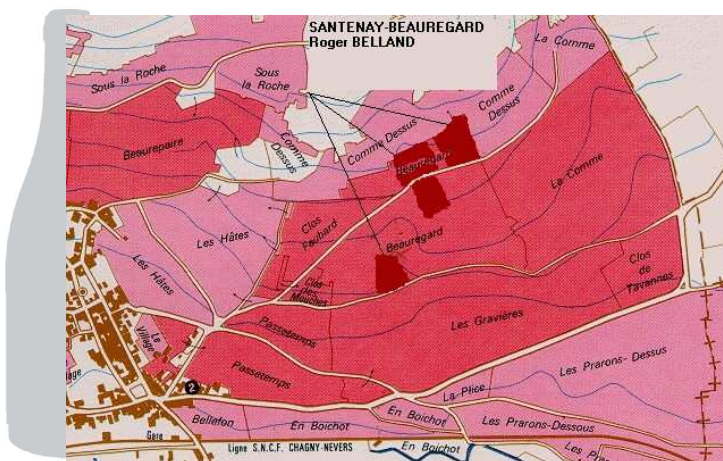 SANTENAY-BEAUREGARD
Roger BELLAND
La Comme
Sous la Roche
Sous
la Roche
Comme
Dessus
Comme Dessus
Comme
Dessus
Beaurepaire
Beauregard
La Comme
Clos
Faubard
Les Hâtes
Beauregard
Les Hâtes
Clos
des
Mouches
Clos
de
Tavannes
Le
Village
Passetemps
Les Gravières
Passetemps
Les Prarons-Dessus
2
La Plice
En Boichot
Bellefon
En Boichot
Les Prarons-Dessous
Gare
Ligne S.N.C.F. CHAGNY-NEVERS
En Boichot